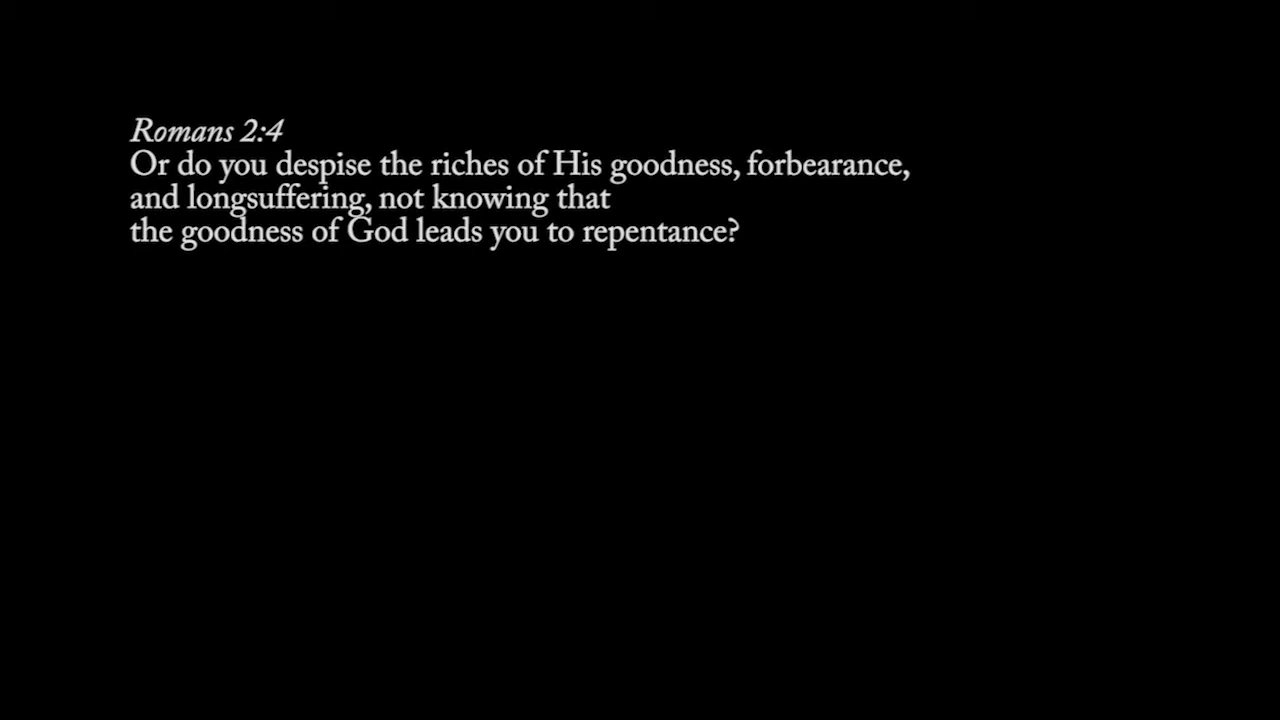 Romans 2:4
Or do you despise the riches of His goodness, forbearance,
and longsuffering, not knowing that
the goodness of God leads you to repentance?